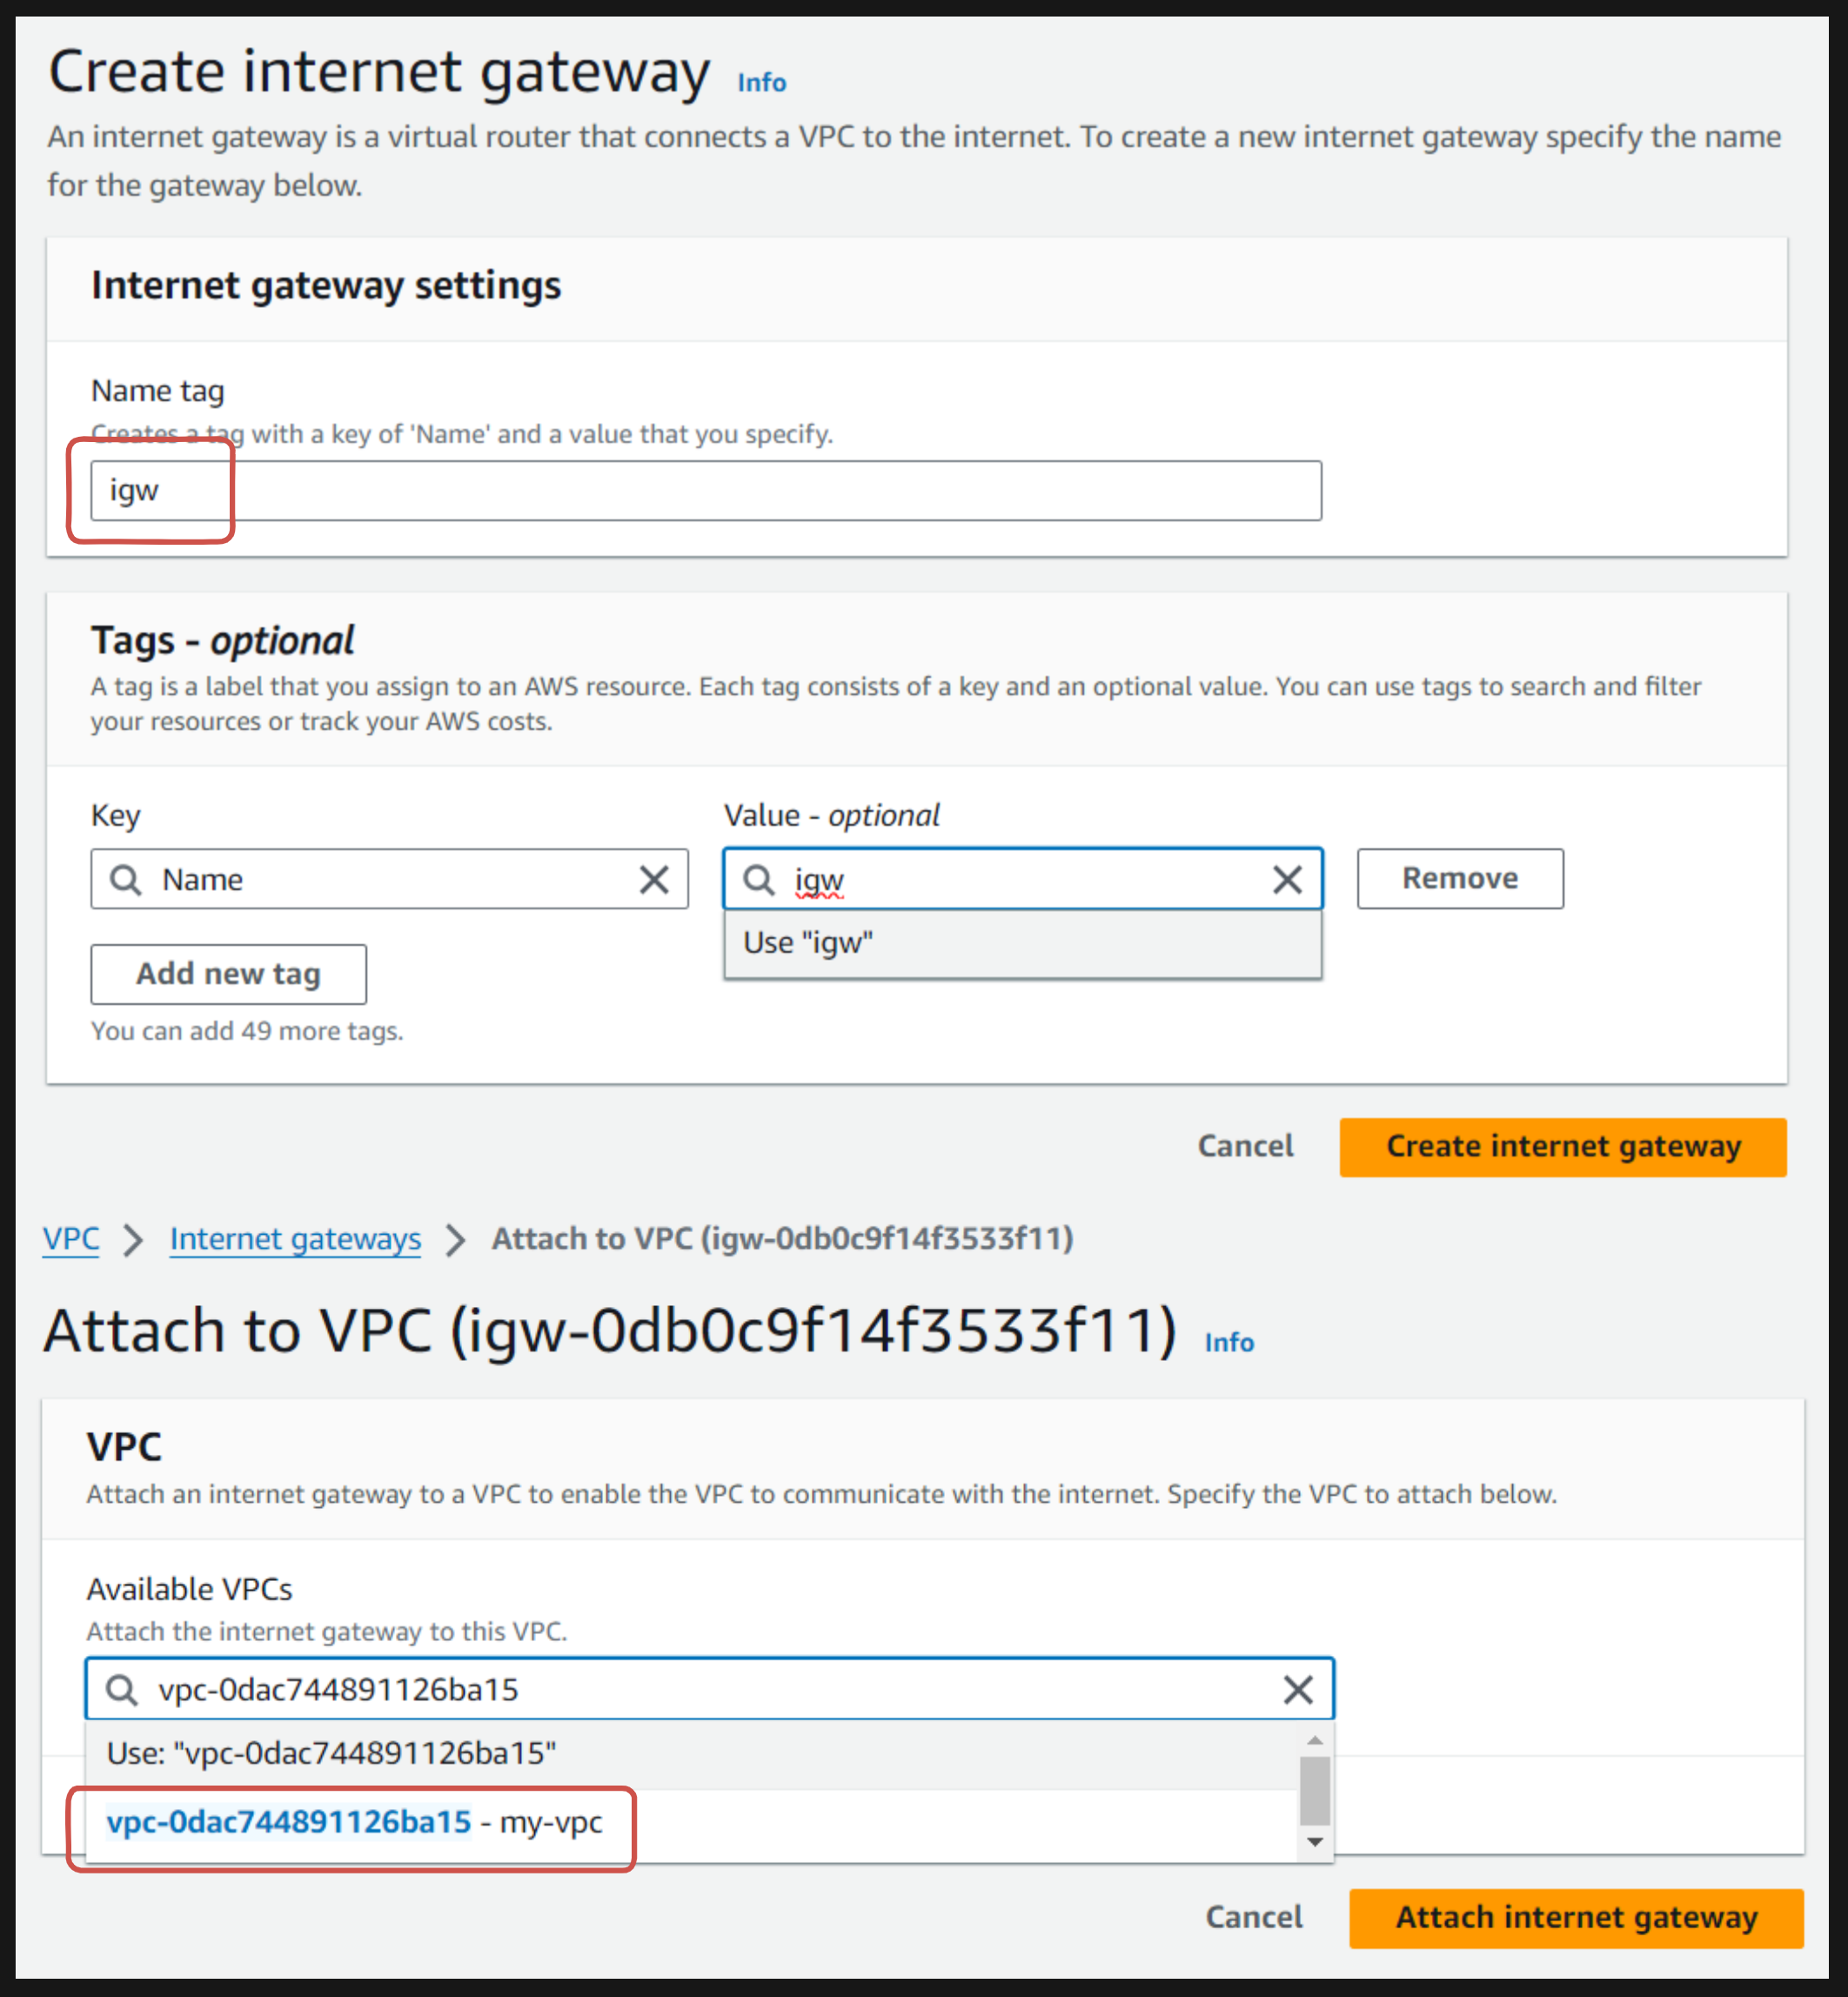 Create internet gateway Info
An internet gateway is a virtual router that connects a VPC to the internet. To create a new internet gateway specify the name
for the gateway below.
Internet gateway settings
Name tag
Creates a tag with a key of 'Name' and a value that you specify.
igw
Tags - optional
A tag is a label that you assign to an AWS resource. Each tag consists of a key and an optional value. You can use tags to search and filter
your resources or track your AWS costs.
Key Value - optional
Name igw Remove
Use "igw"
Add new tag
You can add 49 more tags.
Cancel Create internet gateway
VPC Internet gateways Attach to VPC (igw-0db0c9f14f3533f11)
Attach to VPC (igw-0db0c9f14f3533f11) Info
VPC
Attach an internet gateway to a VPC to enable the VPC to communicate with the internet. Specify the VPC to attach below.
Available VPCs
Attach the internet gateway to this VPC.
vpc-0dac744891126ba15
Use: "vpc-0dac744891126ba15"
vpc-0dac744891126ba15 - my-vpc
Cancel Attach internet gateway